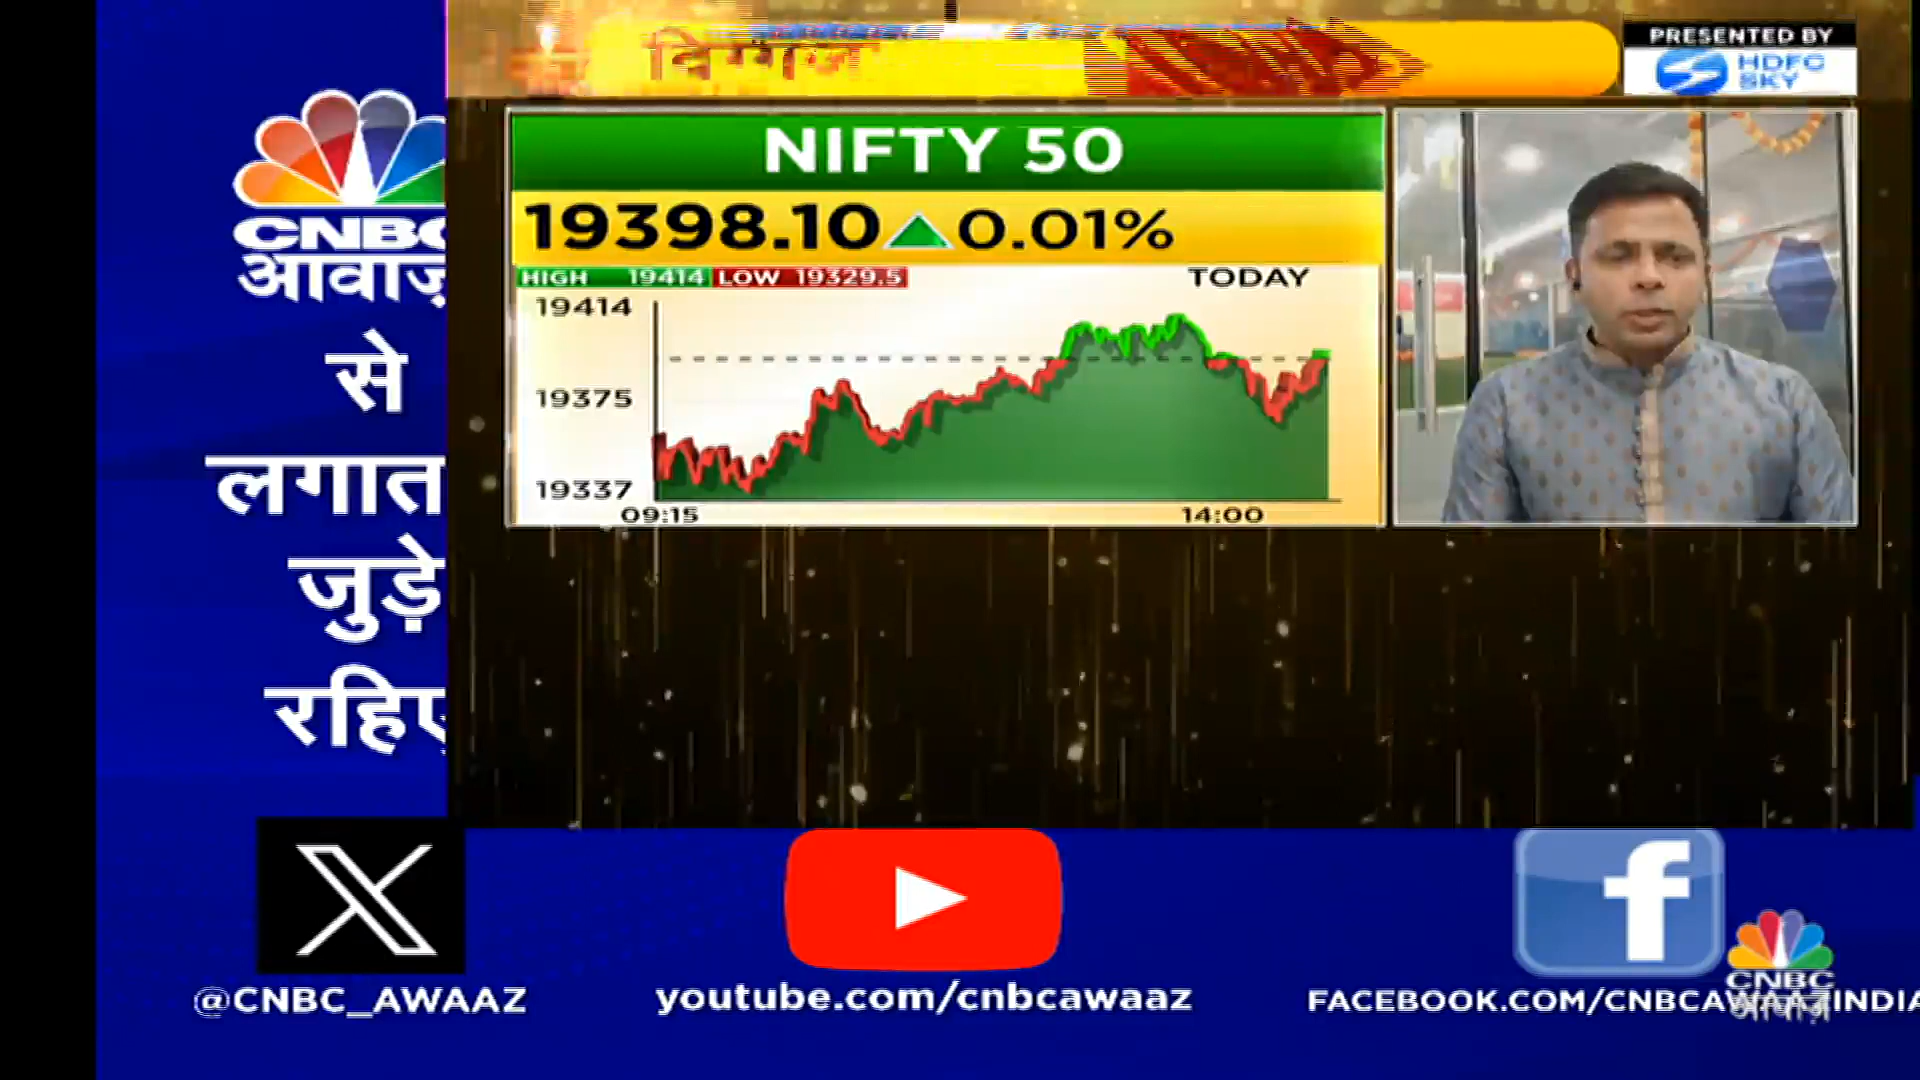 PRESENTED BY
HDFC
SKY
NIFTY 50
19398.10 0.01%
HIGH 19414 LOW 19329.5
TODAY
19414
19375
19337
09:15
14:00
CNBC
आवाज़
से
लगात
जुड़े
रहिए
@CNBC_AWAAZ
youtube.com/cnbcawaaz
FACEBOOK.COM/CNBCAWAAZINDIA
CNBC
आवाज़